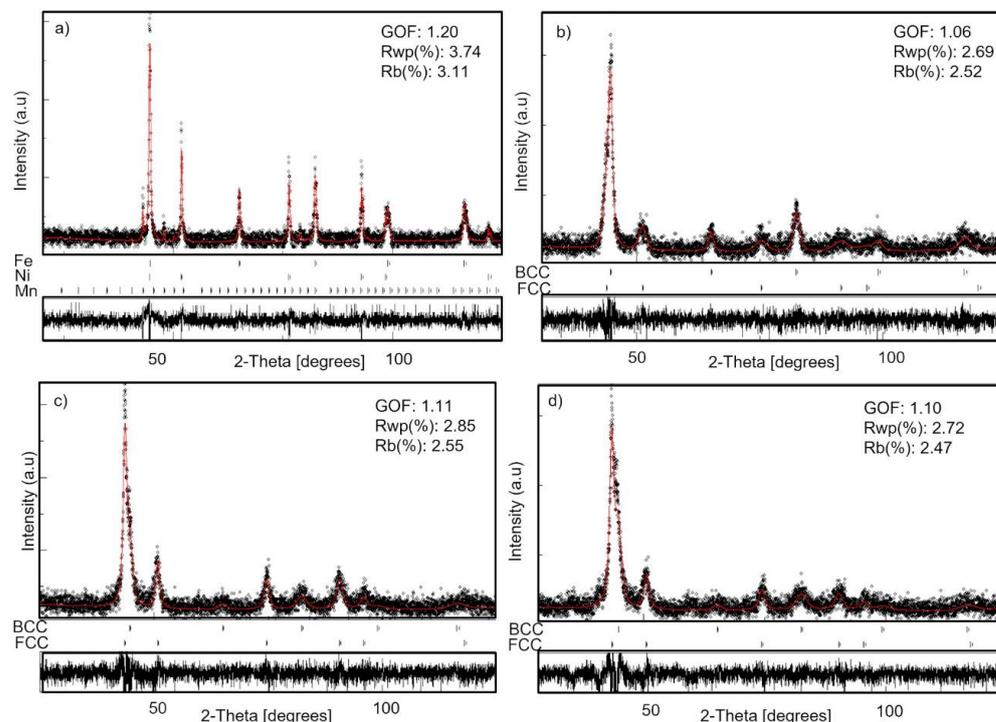 a)
GOF: 1.20
Rwp(%): 3.74
Rb(%): 3.11
Intensity (a.u)
Fe
Ni
Mn
50
100
2-Theta [degrees]
b)
GOF: 1.06
Rwp(%): 2.69
Rb(%): 2.52
Intensity (a.u)
BCC
FCC
50
100
2-Theta [degrees]
c)
GOF: 1.11
Rwp(%): 2.85
Rb(%): 2.55
Intensity (a.u)
BCC
FCC
50
100
2-Theta [degrees]
d)
GOF: 1.10
Rwp(%): 2.72
Rb(%): 2.47
Intensity (a.u)
BCC
FCC
50
100
2-Theta [degrees]